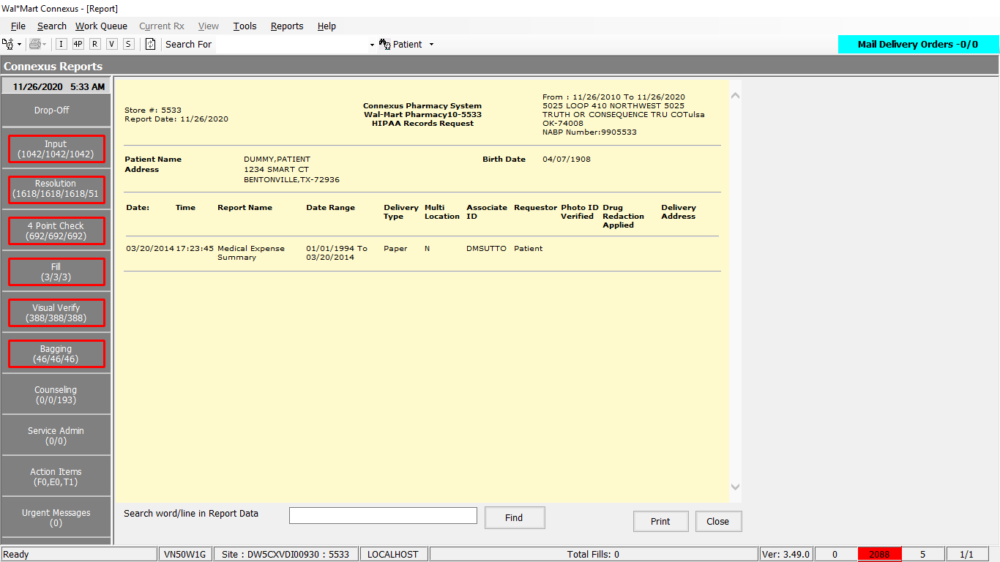 Wal*Mart Connexus - [Report]
File Search Work Queue Current Rx View Tools Reports Help
I 4P R V S Search For Patient Mail Delivery Orders -0/0
Connexus Reports
11/26/2020 5:33 AM
Drop-Off
Input
(1042/1042/1042)
Resolution
(1618/1618/1618/51
4 Point Check
(692/692/692)
Fill
(3/3/3)
Visual Verify
(388/388/388)
Bagging
(46/46/46)
Counseling
(0/0/193)
Service Admin
(0/0)
Action Items
(F0,E0,T1)
Urgent Messages
(0)
Store #: 5533
Report Date: 11/26/2020
Connexus Pharmacy System
Wal-Mart Pharmacy10-5533
HIPAA Records Request
From : 11/26/2010 To 11/26/2020
5025 LOOP 410 NORTHWEST 5025
TRUTH OR CONSEQUENCE TRU COTulsa
OK-74008
NABP Number:9905533
Patient Name DUMMY,PATIENT Birth Date 04/07/1908
Address 1234 SMART CT
BENTONVILLE,TX-72936
Date: Time Report Name Date Range Delivery Multi Associate Requestor Photo ID Drug Delivery
Type Location ID Verified Redaction Address
Applied
03/20/2014 17:23:45 Medical Expense 01/01/1994 To Paper N DMSUTTO Patient
Summary 03/20/2014
Search word/line in Report Data Find Print Close
Ready VN50W1G Site : DW5CXVDI00930 : 5533 LOCALHOST Total Fills: 0 Ver: 3.49.0 0 2088 5 1/1